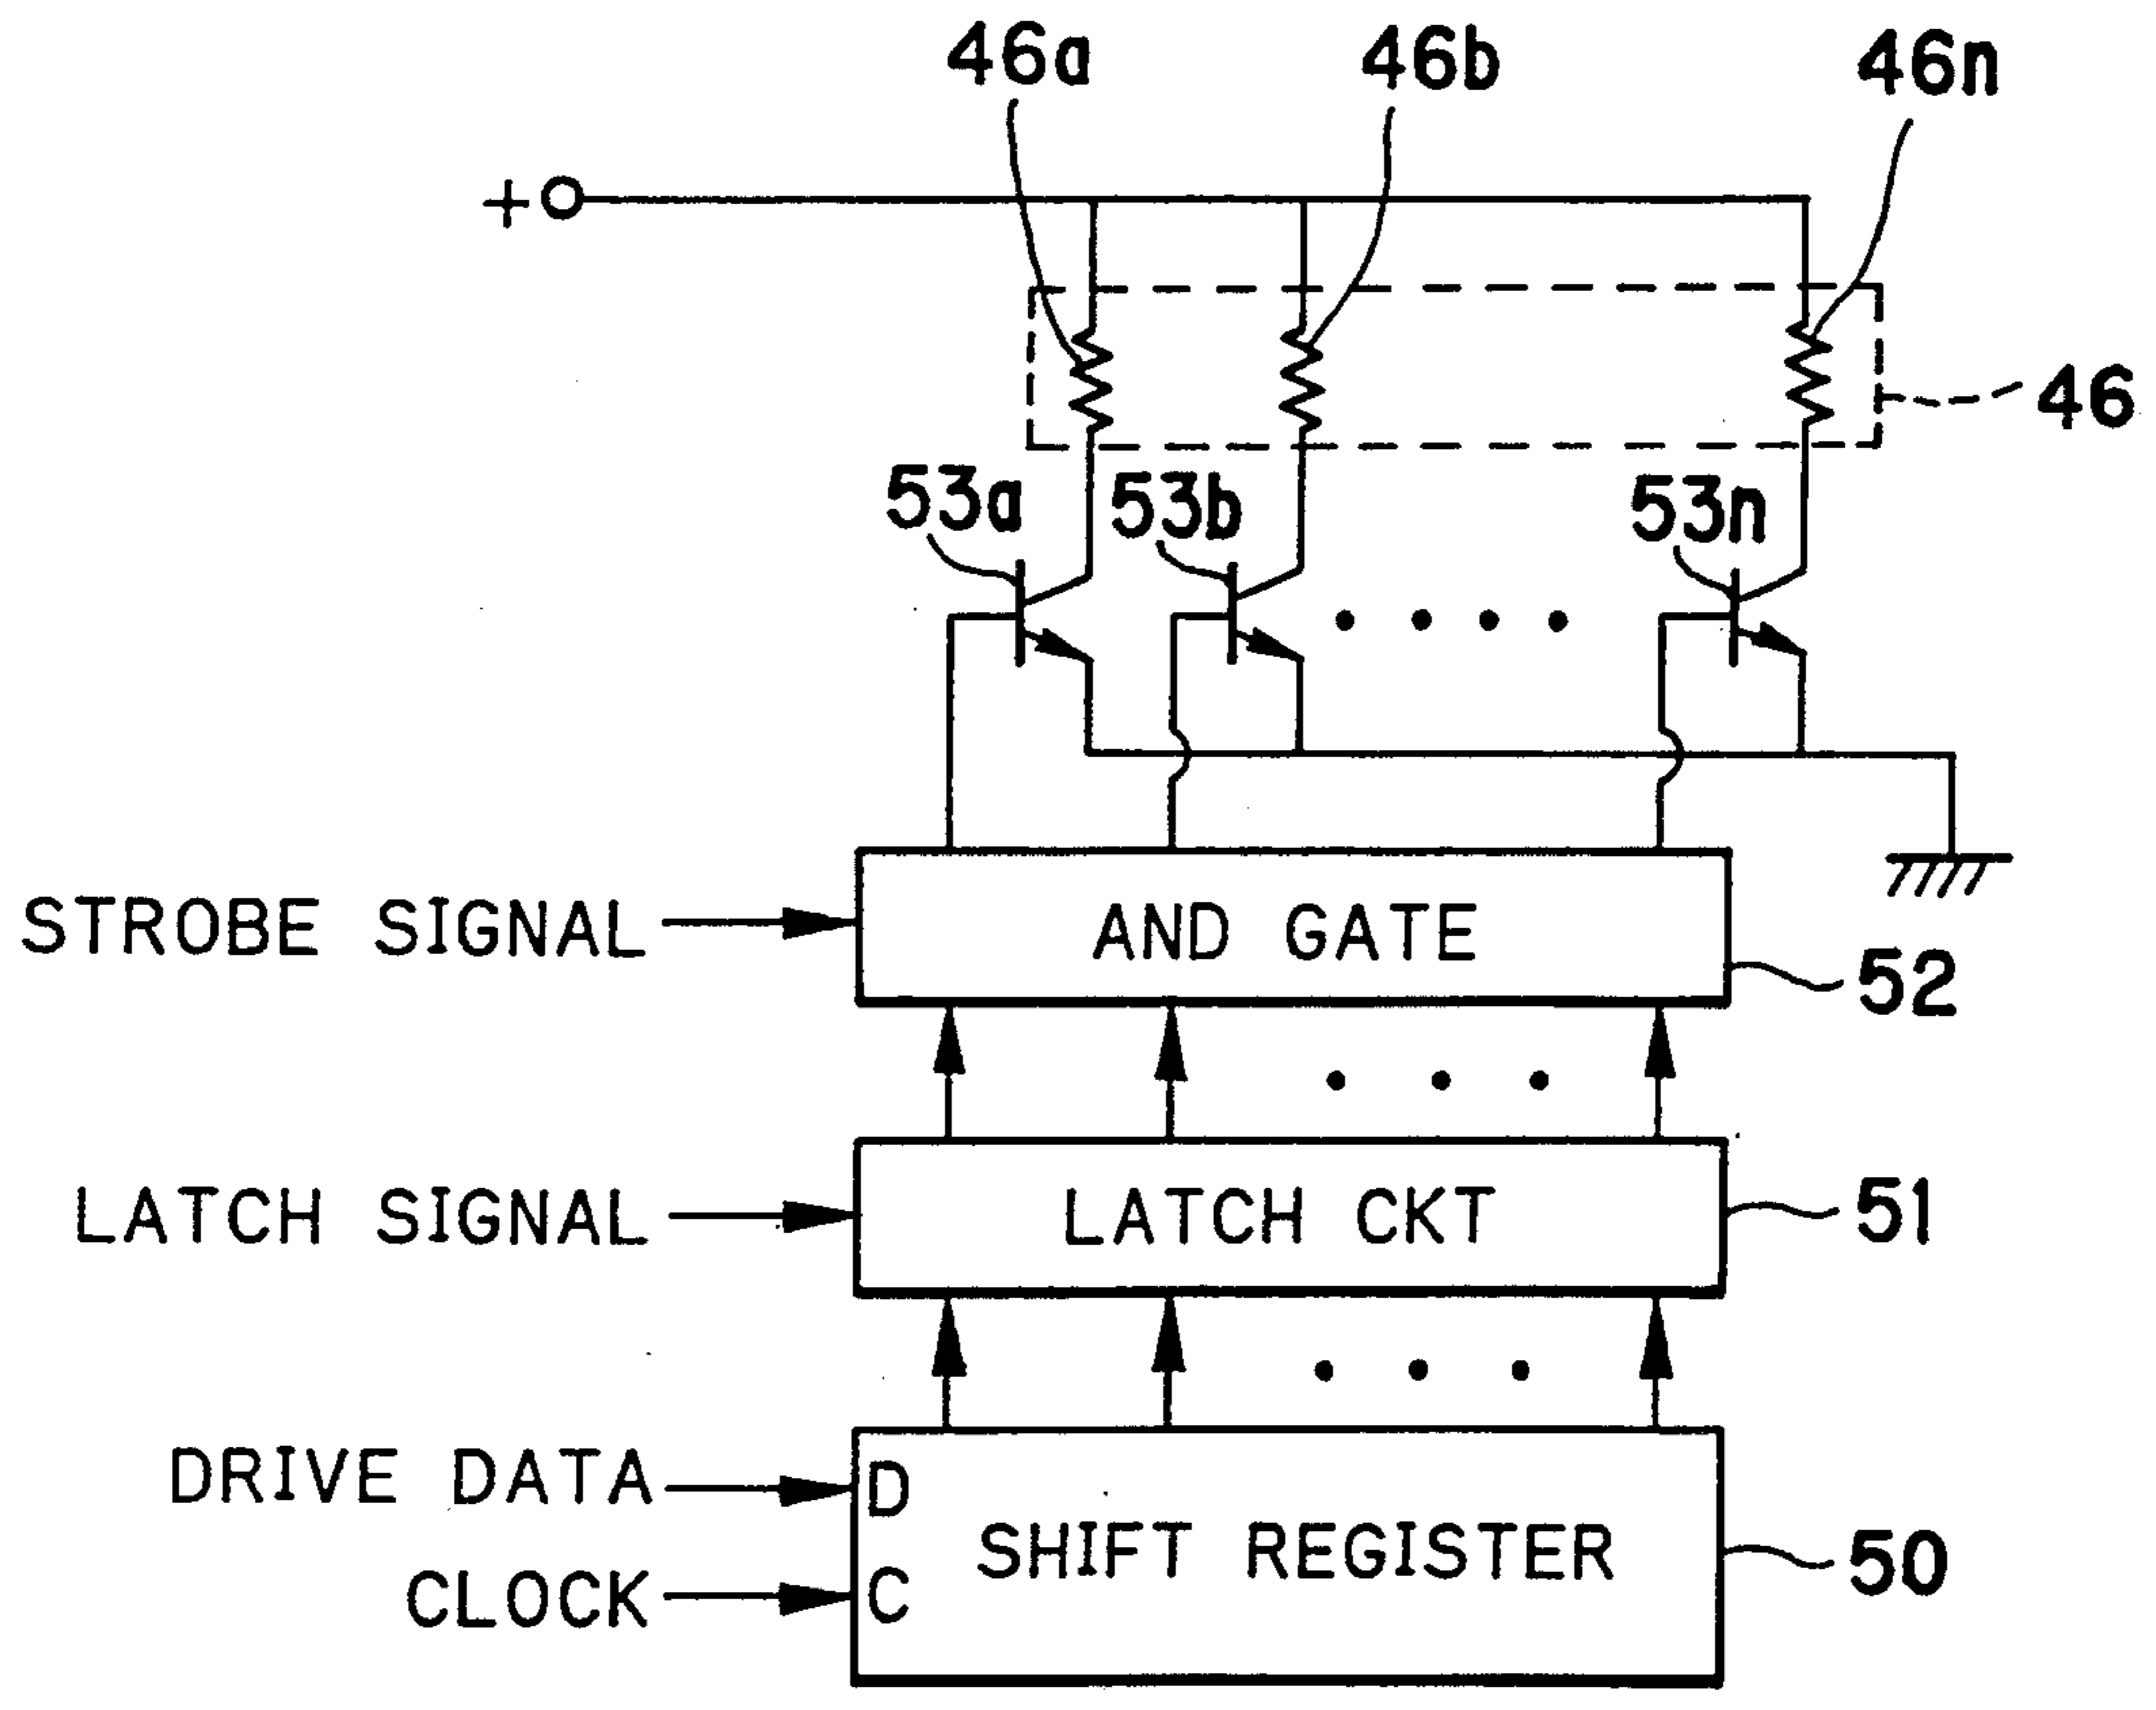 46a 46b 46n
+
46
53a 53b 53n
STROBE SIGNAL
AND GATE
52
LATCH SIGNAL
LATCH CKT
51
DRIVE DATA
D
SHIFT REGISTER
50
CLOCK
C